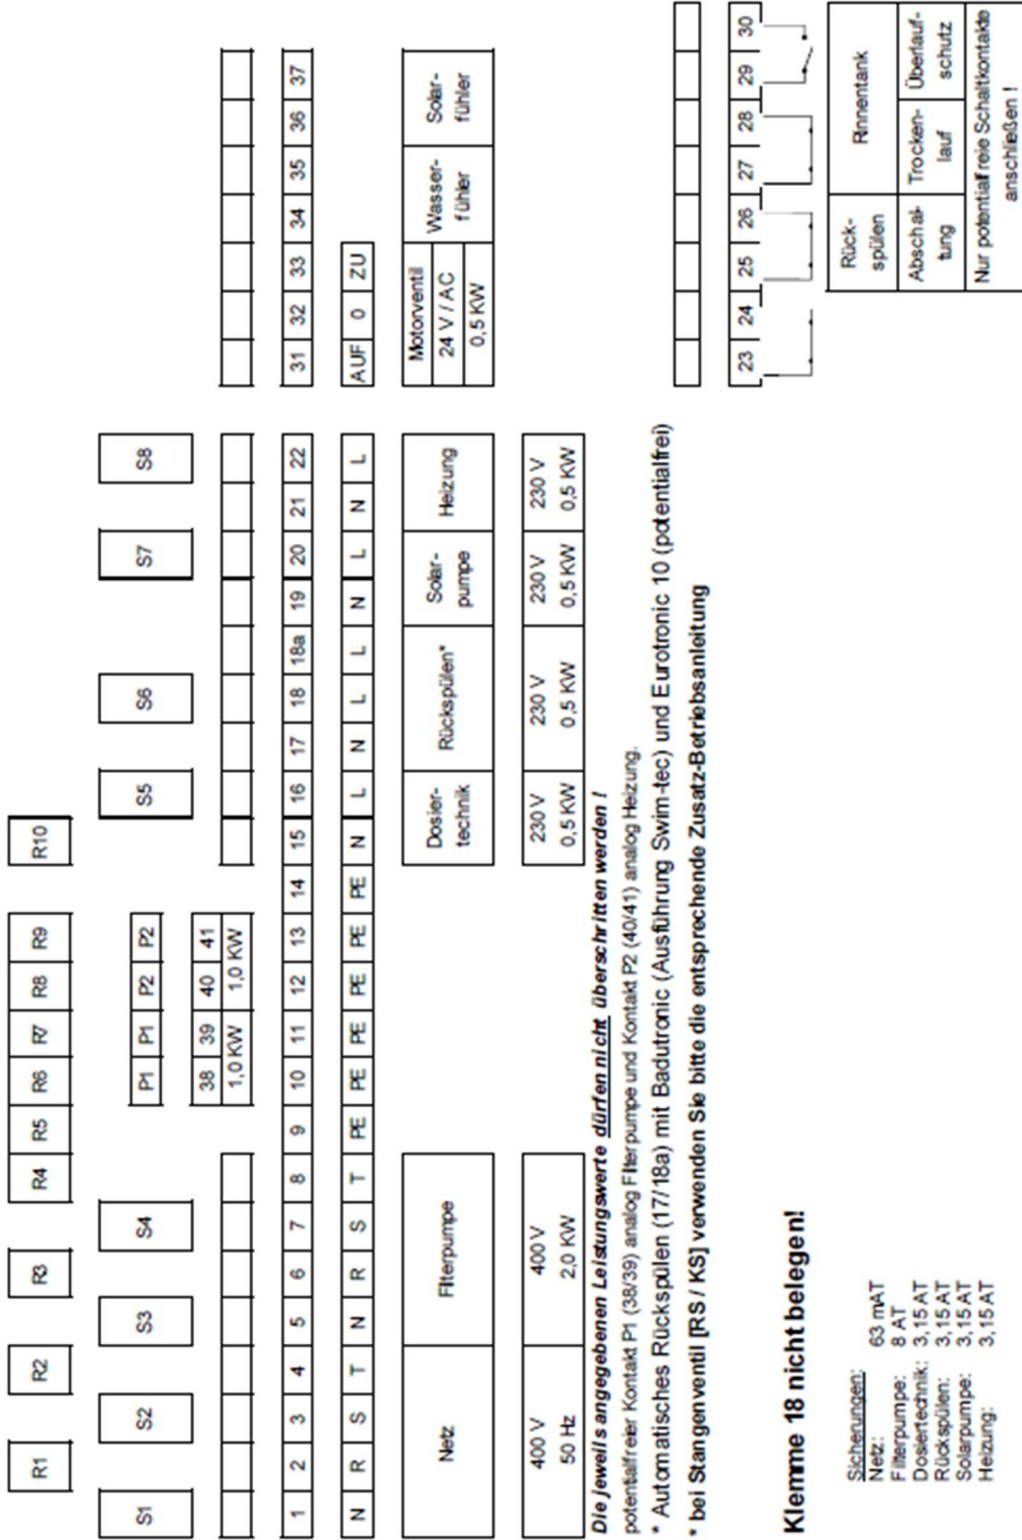 R1 R2 R3 R4 R5 R6 R7 R8 R9 R10
S1 S2 S3 S4 S5 S6 S7 S8
P1 P1 P2 P2
38 39 40 41
1,0 KW 1,0 KW
1 2 3 4 5 6 7 8 9 10 11 12 13 14 15 16 17 18 18a 19 20 21 22 31 32 33 34 35 36 37
N R S T N R S T PE PE PE PE PE PE N L N L L N L N L AUF 0 ZU
Netz
Filterpumpe
Dosier-
technik
Rückspülen*
Solar-
pumpe
Heizung
Motorventil
24 V / AC
0,5 KW
Wasser-
fühler
Solar-
fühler
400 V
50 Hz
400 V
2,0 KW
230 V
0,5 KW
230 V
0,5 KW
230 V
0,5 KW
230 V
0,5 KW
Die jeweils angegebenen Leistungswerte dürfen nicht überschritten werden !
potentialfreier Kontakt P1 (38/39) analog Filterpumpe und Kontakt P2 (40/41) analog Heizung.
* Automatisches Rückspülen (17/18a) mit Badutronic (Ausführung Swim-tec) und Eurotronic 10 (potentialfrei)
* bei Stangenventil [RS / KS] verwenden Sie bitte die entsprechende Zusatz-Betriebsanleitung
23 24 25 26 27 28 29 30
Rück-
spülen
Rinnentank
Abschal-
tung
Trocken-
lauf
Überlauf-
schutz
Nur potentialfreie Schaltkontakte
anschließen !
Klemme 18 nicht belegen!
Sicherungen:
Netz: 63 mAT
Filterpumpe: 8 AT
Dosiertechnik: 3,15 AT
Rückspülen: 3,15 AT
Solarpumpe: 3,15 AT
Heizung: 3,15 AT